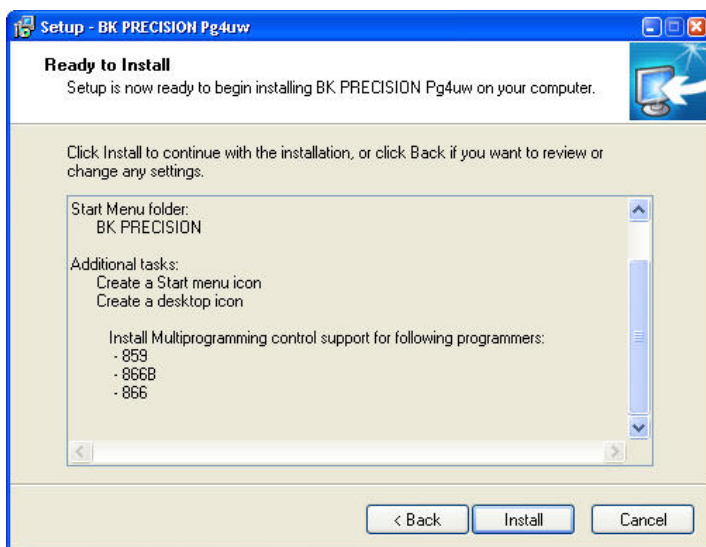 Setup - BK PRECISION Pg4uw
Ready to Install
Setup is now ready to begin installing BK PRECISION Pg4uw on your computer.
Click Install to continue with the installation, or click Back if you want to review or
change any settings.
Start Menu folder:
BK PRECISION
Additional tasks:
Create a Start menu icon
Create a desktop icon
Install Multiprogramming control support for following programmers:
- 859
- 866B
- 866
< Back
Install
Cancel